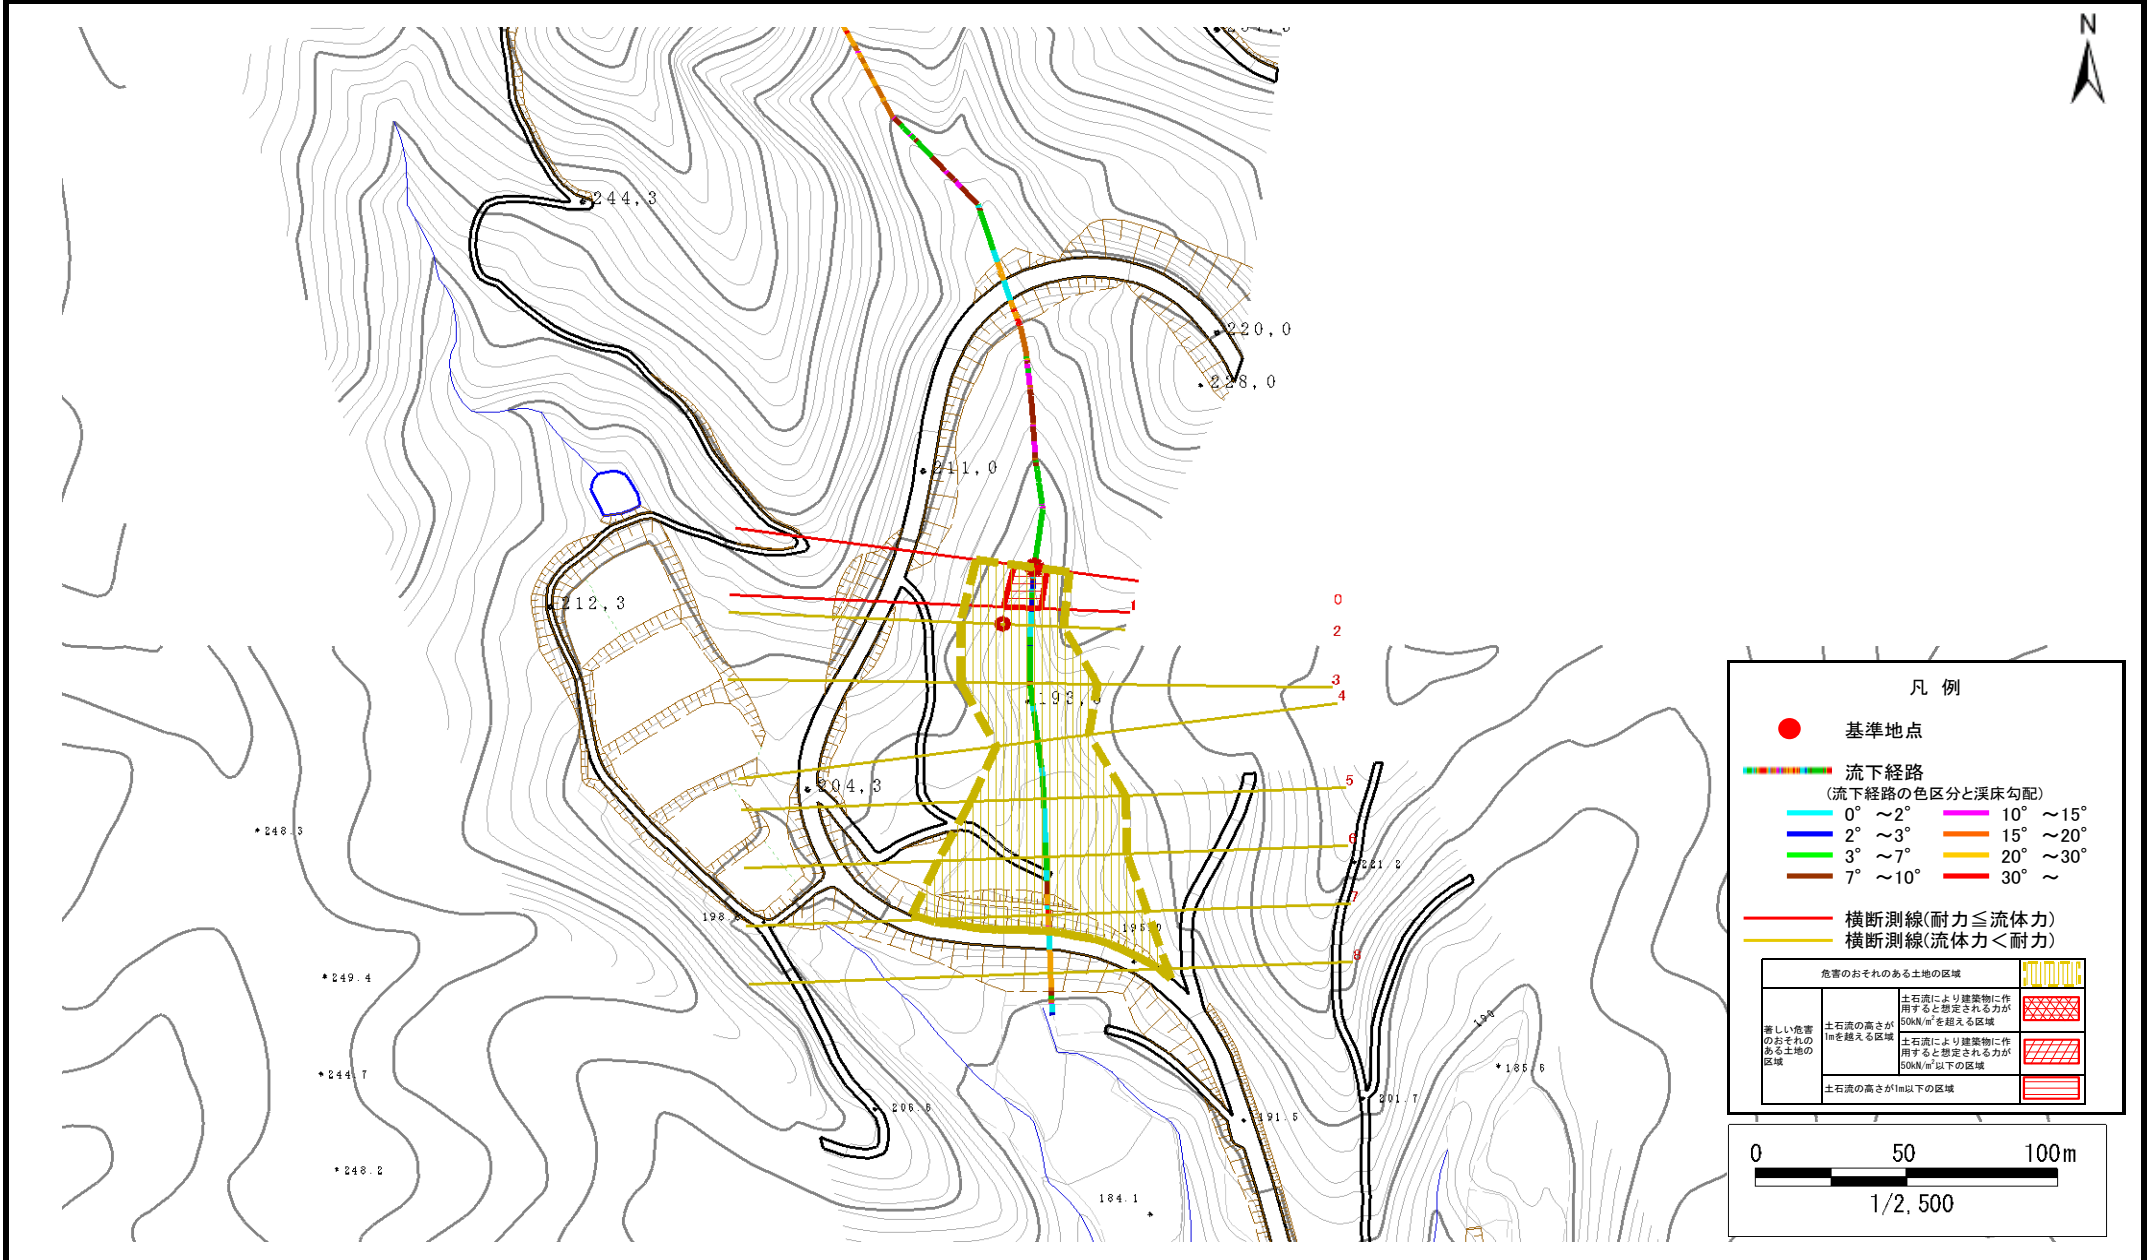 N
244,3
220,0
228,0
211,0
212,3
0
1
2
3
193,
4
5
204,3
6
221.2
7
198.
195.0
8
248.3
249.4
244.7
248.2
206.6
184.1
191.5
201.7
185.6
凡 例
基準地点
流下経路
(流下経路の色区分と渓床勾配)
0° ～2° 10° ～15°
2° ～3° 15° ～20°
3° ～7° 20° ～30°
7° ～10° 30° ～
横断測線(耐力≦流体力)
横断測線(流体力＜耐力)
危害のおそれのある土地の区域
著しい危害
のおそれの
ある土地の
区域
土石流の高さが
1mを越える区域
土石流により建築物に作
用すると想定される力が
50kN/m²を超える区域
土石流により建築物に作
用すると想定される力が
50kN/m²以下の区域
土石流の高さが1m以下の区域
0 50 100m
1/2,500